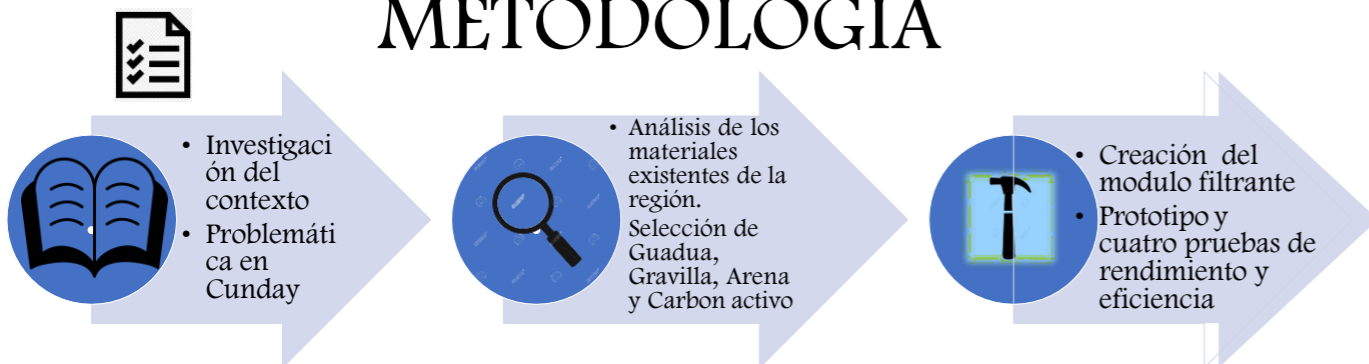 METODOLOGÍA
• Investigaci
ón del
contexto
• Problemáti
ca en
Cunday
• Análisis de los
materiales
existentes de la
región.
Selección de
Guadua,
Gravilla, Arena
y Carbon activo
• Creación del
modulo filtrante
• Prototipo y
cuatro pruebas de
rendimiento y
eficiencia